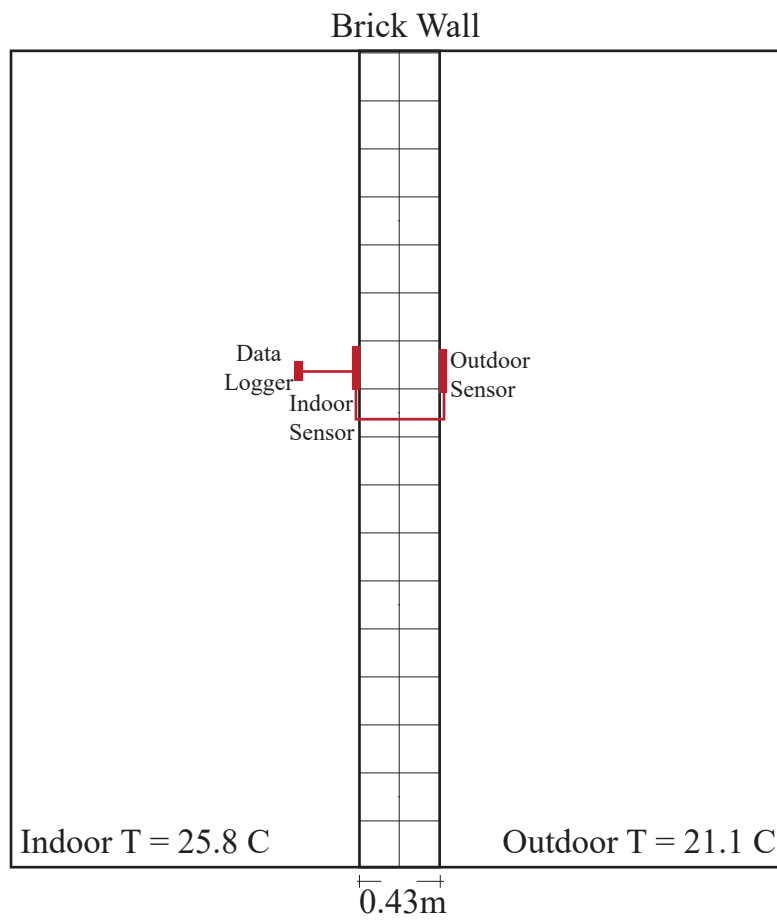 Brick Wall
Data
Logger
Indoor
Sensor
Outdoor
Sensor
Indoor T = 25.8 C
Outdoor T = 21.1 C
0.43m